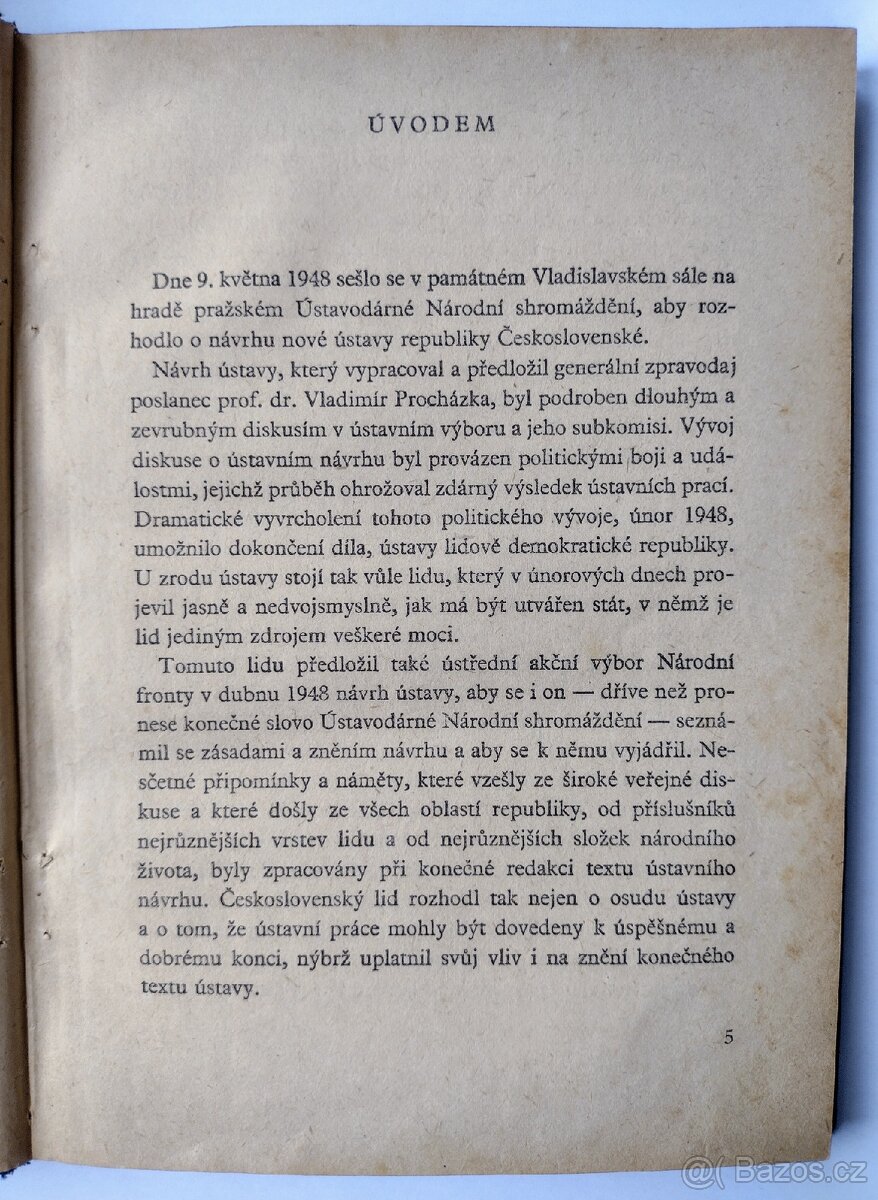 ÚVODEM
Dne 9. května 1948 sešlo se v památném Vladislavském sále na
hradě pražském Ústavodárné Národní shromáždění, aby roz-
hodlo o návrhu nové ústavy republiky Československé.
Návrh ústavy, který vypracoval a předložil generální zpravodaj
poslanec prof. dr. Vladimír Procházka, byl podroben dlouhým a
zevrubným diskusím v ústavním výboru a jeho subkomisi. Vývoj
diskuse o ústavním návrhu byl provázen politickými boji a udá-
lostmi, jejichž průběh ohrožoval zdárný výsledek ústavních prací.
Dramatické vyvrcholení tohoto politického vývoje, únor 1948,
umožnilo dokončení díla, ústavy lidově demokratické republiky.
U zrodu ústavy stojí tak vůle lidu, který v únorových dnech pro-
jevil jasně a nedvojsmyslně, jak má být utvářen stát, v němž je
lid jediným zdrojem veškeré moci.
Tomuto lidu předložil také ústřední akční výbor Národní
fronty v dubnu 1948 návrh ústavy, aby se i on — dříve než pro-
nese konečné slovo Ústavodárné Národní shromáždění — sezná-
mil se zásadami a zněním návrhu a aby se k němu vyjádřil. Ne-
sčetné připomínky a náměty, které vzešly ze široké veřejné dis-
kuse a které došly ze všech oblastí republiky, od příslušníků
nejrůznějších vrstev lidu a od nejrůznějších složek národního
života, byly zpracovány při konečné redakci textu ústavního
návrhu. Československý lid rozhodl tak nejen o osudu ústavy
a o tom, že ústavní práce mohly být dovedeny k úspěšnému a
dobrému konci, nýbrž uplatnil svůj vliv i na znění konečného
textu ústavy.
5
@( Bazos.cz